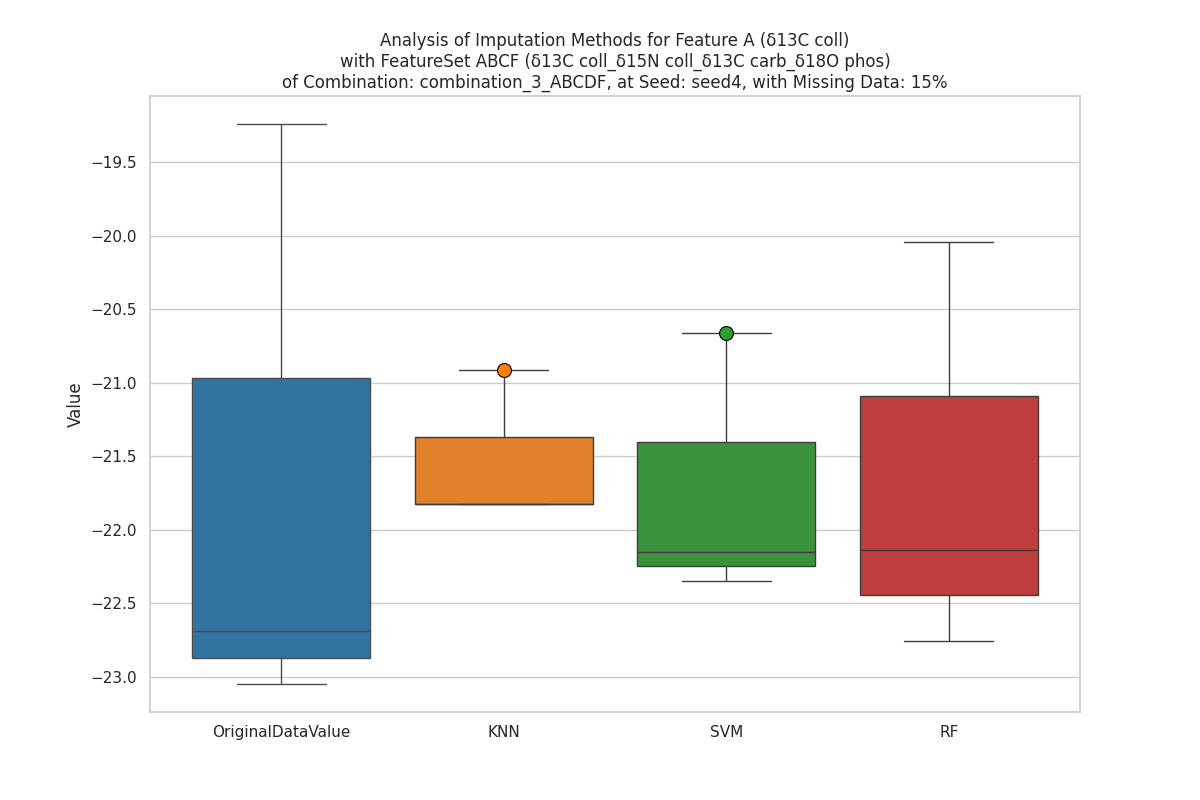 Analysis of Imputation Methods for Feature A (δ13C coll)
with FeatureSet ABCF (δ13C coll_δ15N coll_δ13C carb_δ18O phos)
of Combination: combination_3_ABCDF, at Seed: seed4, with Missing Data: 15%
−19.5
−20.0
−20.5
−21.0
−21.5
−22.0
−22.5
−23.0
Value
OriginalDataValue
KNN
SVM
RF